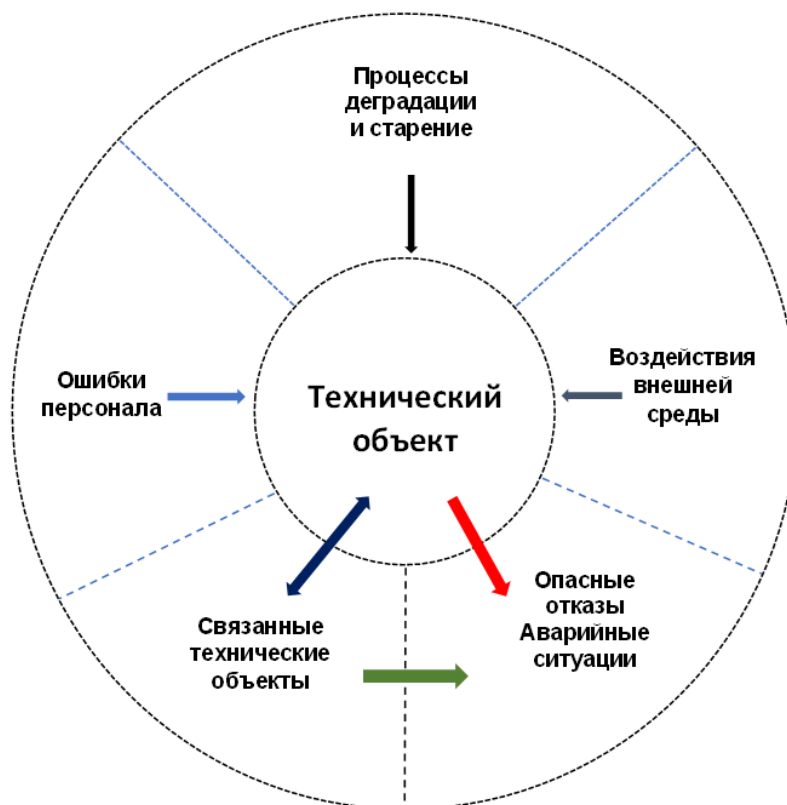 Процессы
деградации
и старение
Ошибки
персонала
Технический
объект
Воздействия
внешней
среды
Связанные
технические
объекты
Опасные
отказы
Аварийные
ситуации